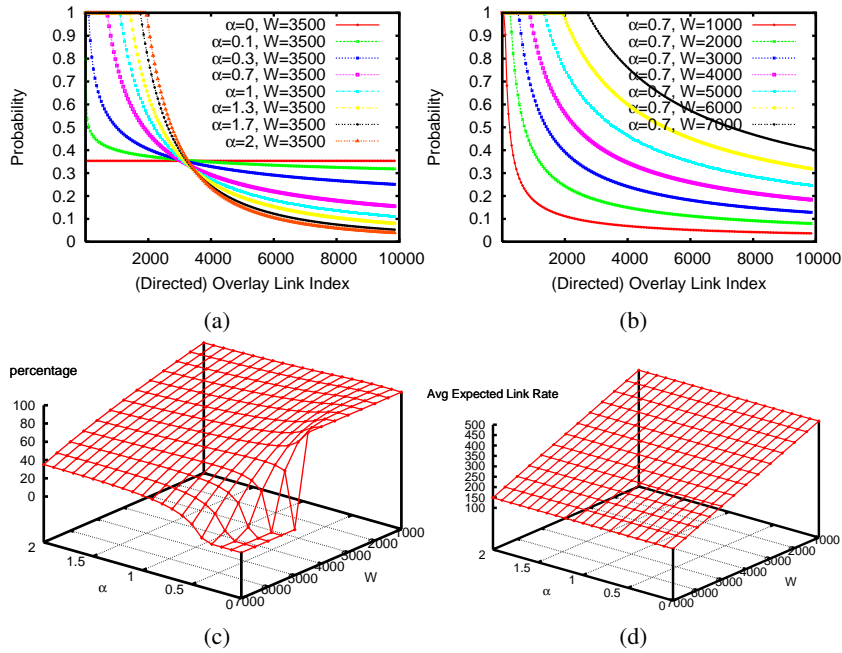 Probability
1
0.9
0.8
0.7
0.6
0.5
0.4
0.3
0.2
0.1
0
α=0, W=3500
α=0.1, W=3500
α=0.3, W=3500
α=0.7, W=3500
α=1, W=3500
α=1.3, W=3500
α=1.7, W=3500
α=2, W=3500
2000 4000 6000 8000 10000
(Directed) Overlay Link Index
(a)
Probability
1
0.9
0.8
0.7
0.6
0.5
0.4
0.3
0.2
0.1
0
α=0.7, W=1000
α=0.7, W=2000
α=0.7, W=3000
α=0.7, W=4000
α=0.7, W=5000
α=0.7, W=6000
α=0.7, W=7000
2000 4000 6000 8000 10000
(Directed) Overlay Link Index
(b)
percentage
100
80
60
40
20
0
2 1.5 1 0.5 0
α
7000 6000 5000 4000 3000 2000 1000
W
(c)
Avg Expected Link Rate
500
450
400
350
300
250
200
150
100
2 1.5 1 0.5 0
α
7000 6000 5000 4000 3000 2000 1000
W
(d)